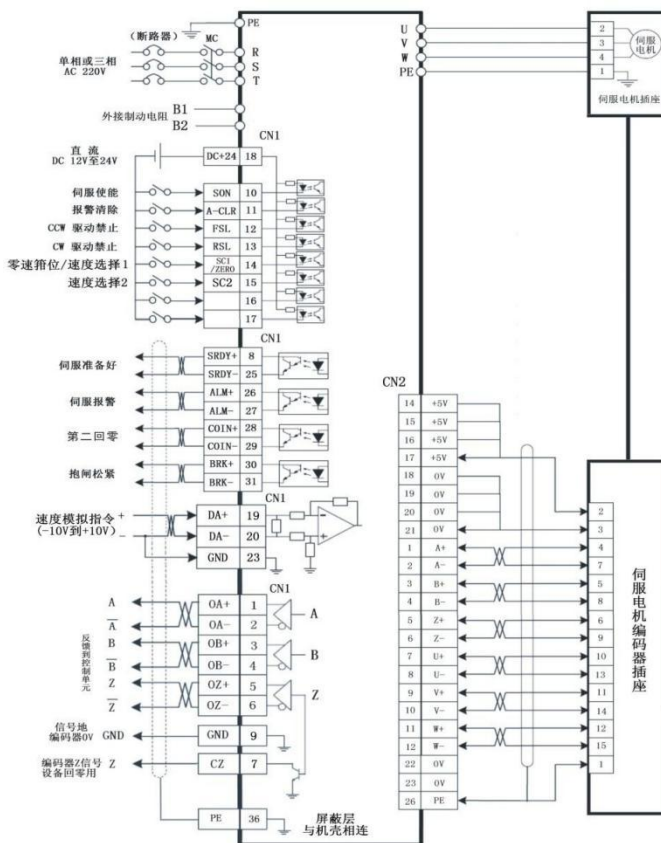 PE
(断路器)
MC
R
S
T
单相或三相
AC 220V
外接制动电阻
B1
B2
CN1
直 流
DC 12V至24V
DC+24 18
伺服使能 SON 10
报警清除 A-CLR 11
CCW 驱动禁止 FSL 12
CW 驱动禁止 RSL 13
零速箝位/速度选择1 SC1/ZERO 14
速度选择2 SC2 15
16
17
CN1
伺服准备好
SRDY+ 8
SRDY- 25
伺服报警
ALM+ 26
ALM- 27
第二回零
COIN+ 28
COIN- 29
抱闸松紧
BRK+ 30
BRK- 31
CN1
速度模拟指令 +
(-10V到+10V) -
DA+ 19
DA- 20
GND 23
CN1
反馈到控制单元
A OA+ 1
A OA- 2
A
B OB+ 3
B OB- 4
B
Z OZ+ 5
Z OZ- 6
Z
信号地
编码器0V GND
GND 9
编码器Z信号
设备回零用 Z
CZ 7
PE 36
屏蔽层
与机壳相连
U
V
W
PE
2
3
4
1
伺服
电机
伺服电机插座
CN2
14 +5V
15 +5V
16 +5V
17 +5V
18 0V
19 0V
20 0V
21 0V
1 A+
2 A-
3 B+
4 B-
5 Z+
6 Z-
7 U+
8 U-
9 V+
10 V-
11 W+
12 W-
22 0V
23 0V
26 PE
2
3
4
7
5
8
6
9
10
13
11
14
12
15
1
伺服电机编码器插座